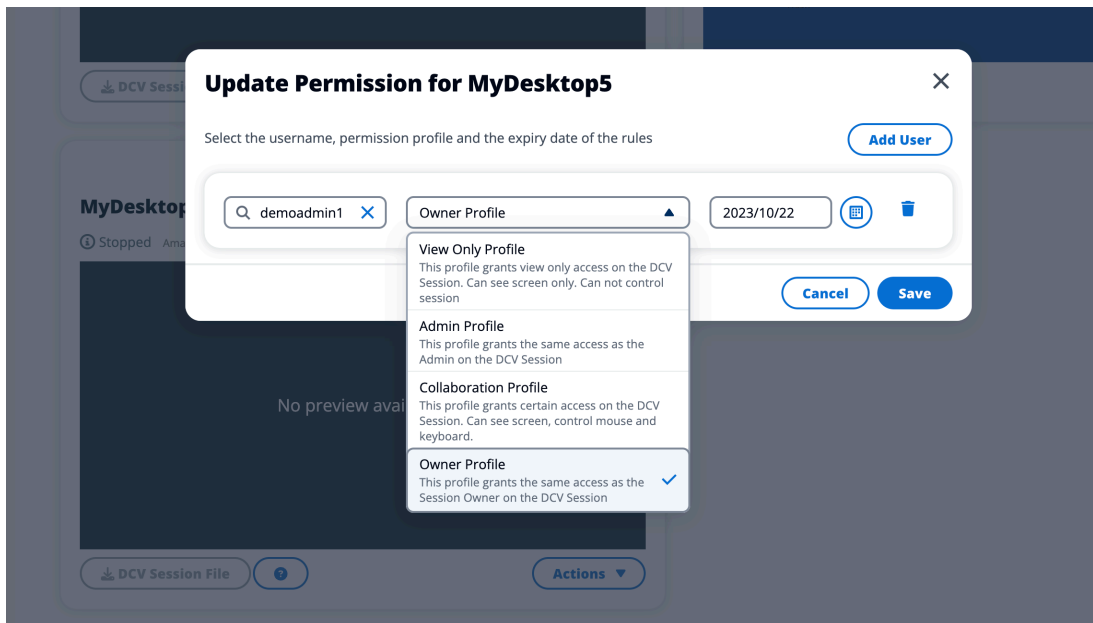 DCV Sessi
Update Permission for MyDesktop5
Select the username, permission profile and the expiry date of the rules
Add User
MyDesktop
demoadmin1
Owner Profile
2023/10/22
Stopped Ama
View Only Profile
This profile grants view only access on the DCV
Session. Can see screen only. Can not control
session
Cancel
Save
Admin Profile
This profile grants the same access as the
Admin on the DCV Session
Collaboration Profile
This profile grants certain access on the DCV
Session. Can see screen, control mouse and
keyboard.
No preview avai
Owner Profile
This profile grants the same access as the
Session Owner on the DCV Session
DCV Session File
?
Actions